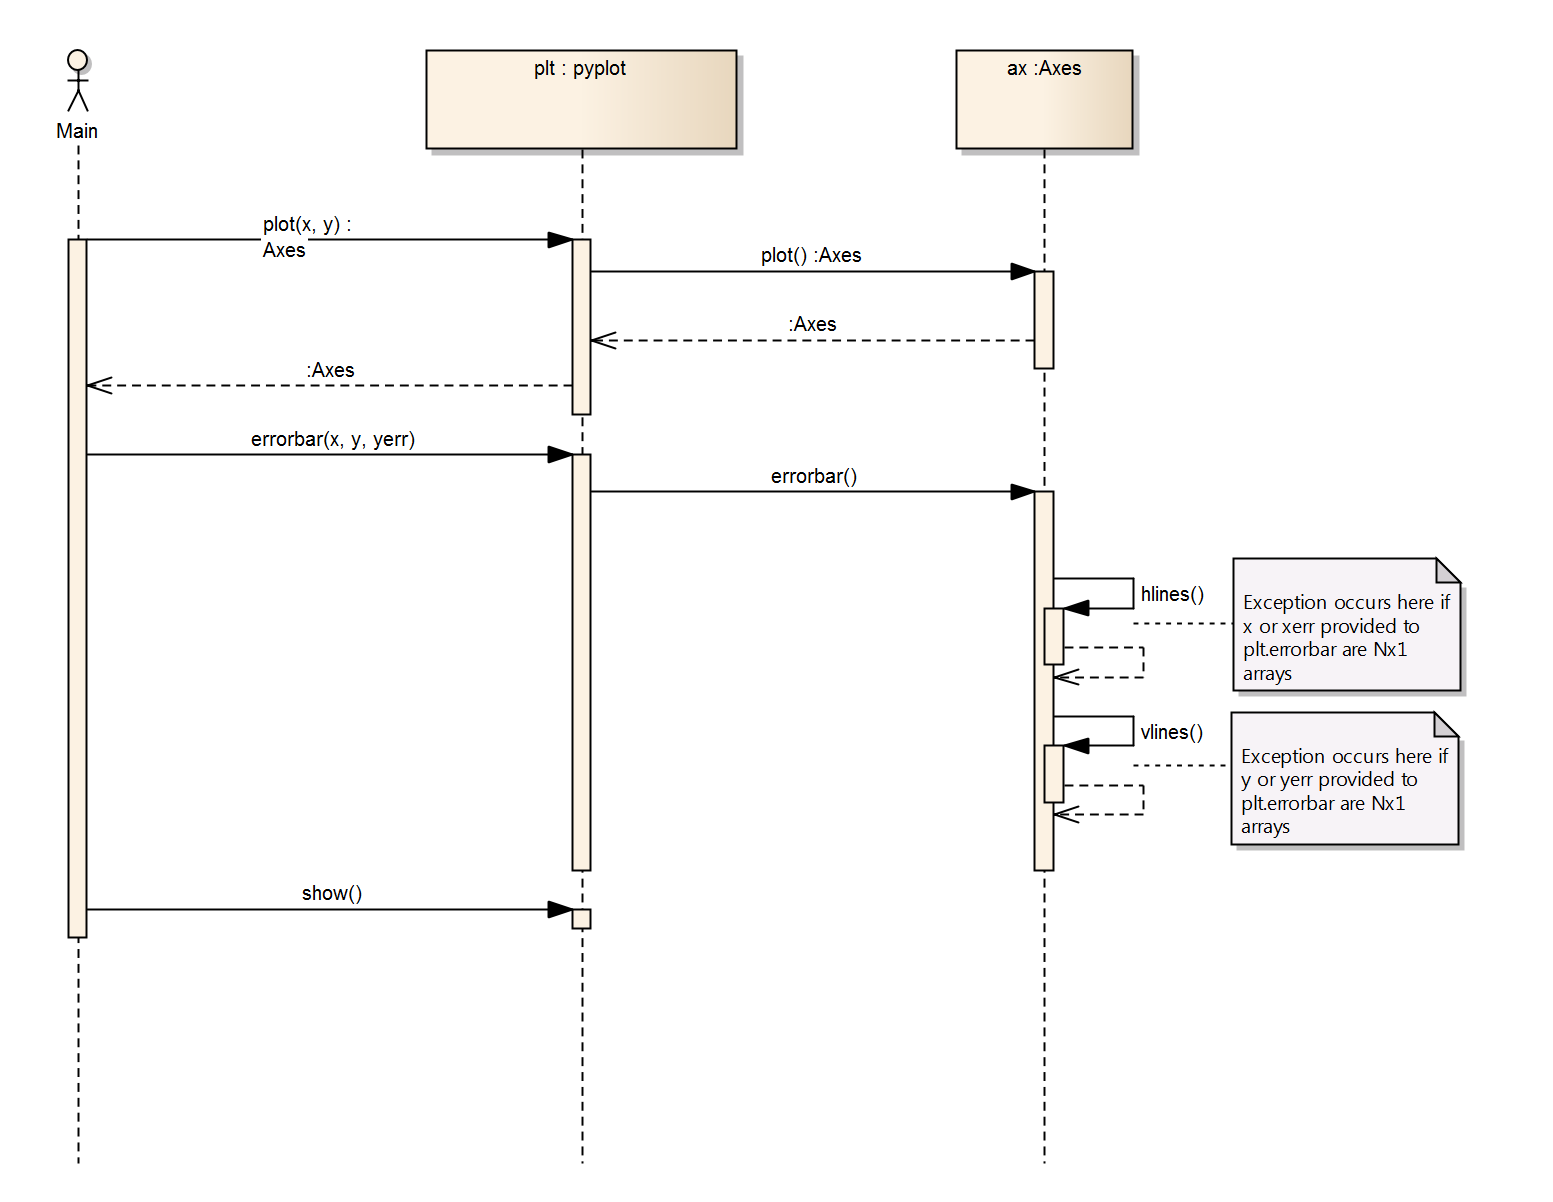 plt : pyplot
ax :Axes
Main
plot(x, y) :
Axes
plot() :Axes
:Axes
:Axes
errorbar(x, y, yerr)
errorbar()
hlines()
Exception occurs here if
x or xerr provided to
plt.errorbar are Nx1
arrays
vlines()
Exception occurs here if
y or yerr provided to
plt.errorbar are Nx1
arrays
show()